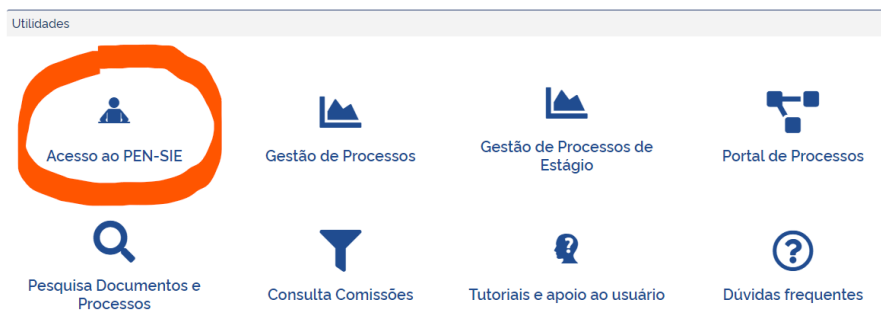 Utilidades
Acesso ao PEN-SIE
Gestão de Processos
Gestão de Processos de
Estágio
Portal de Processos
Pesquisa Documentos e
Processos
Consulta Comissões
Tutoriais e apoio ao usuário
Dúvidas frequentes